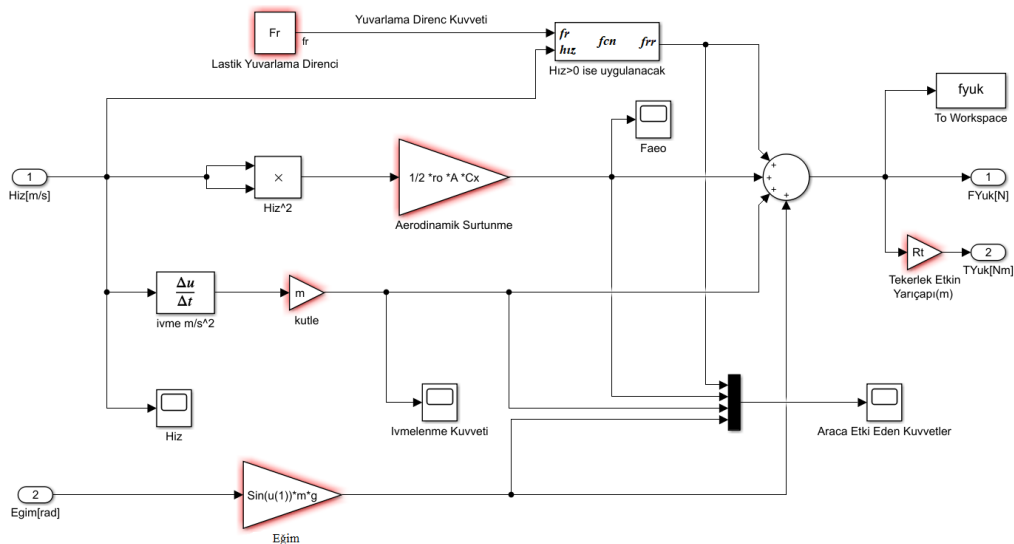 Yuvarlama Direnc Kuvveti
Fr
fr
Lastik Yuvarlama Direnci
fr
hız
fcn
frr
Hız>0 ise uygulanacak
fyuk
To Workspace
Faeo
1
Hiz[m/s]
×
Hiz^2
1/2 *ro *A *Cx
Aerodinamik Surtunme
+
+
+
+
1
FYuk[N]
Rt
Tekerlek Etkin
Yarıçapı(m)
2
TYuk[Nm]
Δu
Δt
ivme m/s^2
m
kutle
Hiz
Ivmelenme Kuvveti
Araca Etki Eden Kuvvetler
2
Egim[rad]
Sin(u(1))*m*g
Eğim